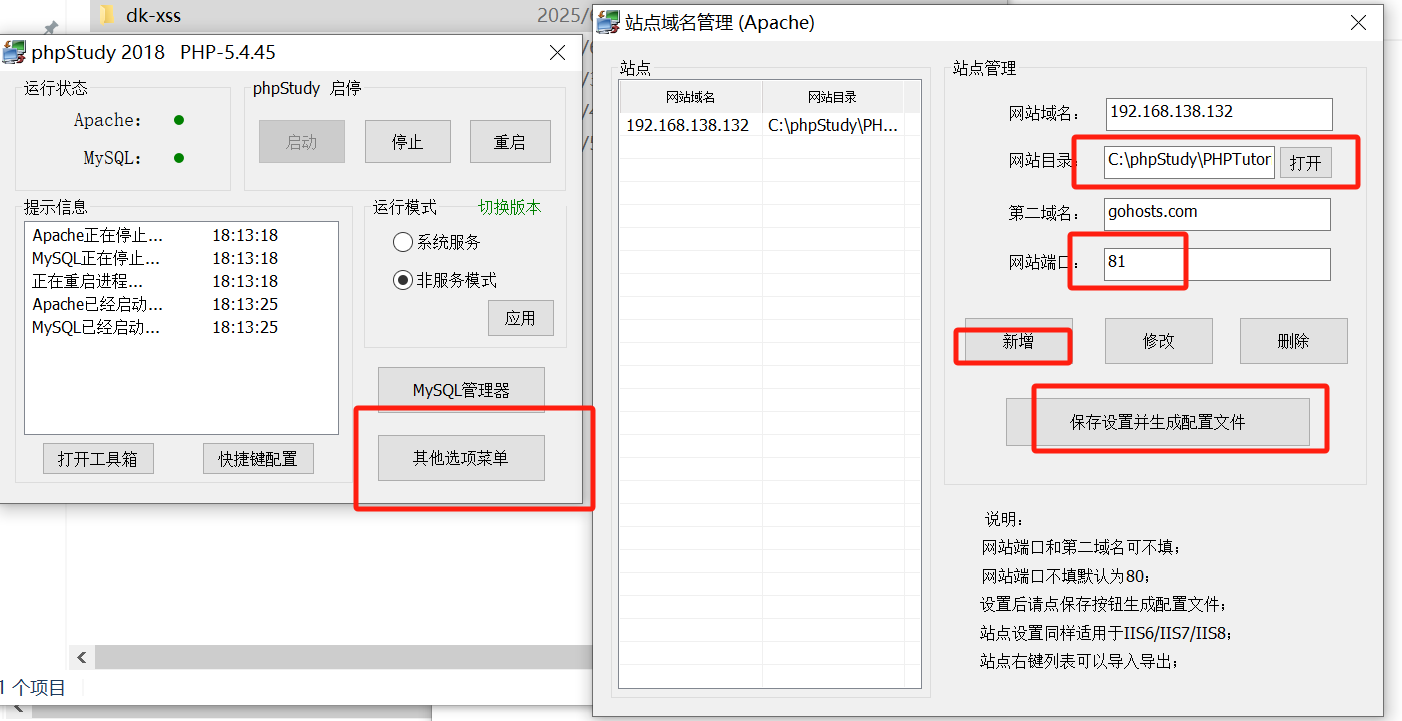 dk-xss
2025/
phpStudy 2018 PHP-5.4.45
运行状态
Apache:
MySQL:
phpStudy 启停
启动
停止
重启
提示信息
Apache正在停止... 18:13:18
MySQL正在停止... 18:13:18
正在重启进程... 18:13:18
Apache已经启动... 18:13:25
MySQL已经启动... 18:13:25
运行模式
切换版本
系统服务
非服务模式
应用
MySQL管理器
其他选项菜单
打开工具箱
快捷键配置
1 个项目
站点域名管理 (Apache)
站点
网站域名 网站目录
192.168.138.132 C:\phpStudy\PH...
站点管理
网站域名: 192.168.138.132
网站目录: C:\phpStudy\PHPTutor 打开
第二域名: gohosts.com
网站端口: 81
新增
修改
删除
保存设置并生成配置文件
说明:
网站端口和第二域名可不填;
网站端口不填默认为80;
设置后请点保存按钮生成配置文件;
站点设置同样适用于IIS6/IIS7/IIS8;
站点右键列表可以导入导出;